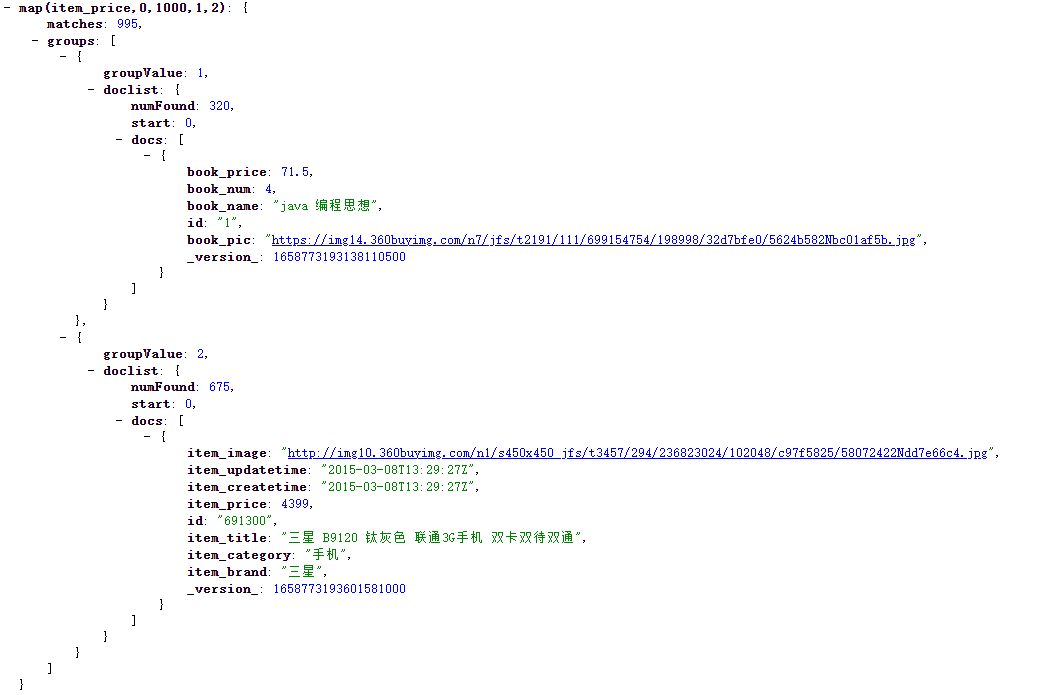 - map(item_price,0,1000,1,2): {
matches: 995,
- groups: [
- {
groupValue: 1,
- doclist: {
numFound: 320,
start: 0,
- docs: [
- {
book_price: 71.5,
book_num: 4,
book_name: "java 编程思想",
id: "1",
book_pic: "https://img14.360buyimg.com/n7/jfs/t2191/111/699154754/198998/32d7bfe0/5624b582Nbc01af5b.jpg",
_version_: 1658773193138110500
}
]
}
},
- {
groupValue: 2,
- doclist: {
numFound: 675,
start: 0,
- docs: [
- {
item_image: "http://img10.360buyimg.com/n1/s450x450_jfs/t3457/294/236823024/102048/c97f5825/58072422Ndd7e66c4.jpg",
item_updatetime: "2015-03-08T13:29:27Z",
item_createtime: "2015-03-08T13:29:27Z",
item_price: 4399,
id: "691300",
item_title: "三星 B9120 钛灰色 联通3G手机 双卡双待双通",
item_category: "手机",
item_brand: "三星",
_version_: 1658773193601581000
}
]
}
}
]
}